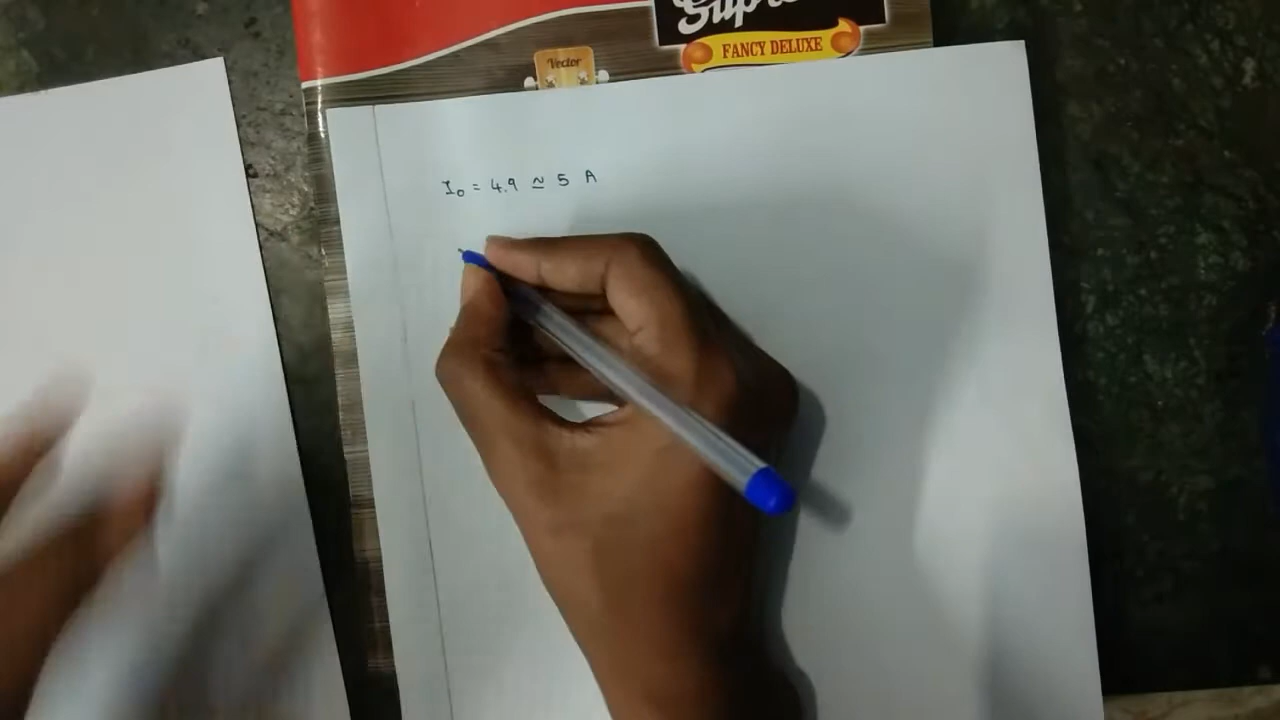 FANCY DELUXE
Vector
I₀ = 4.9 ≃ 5 A